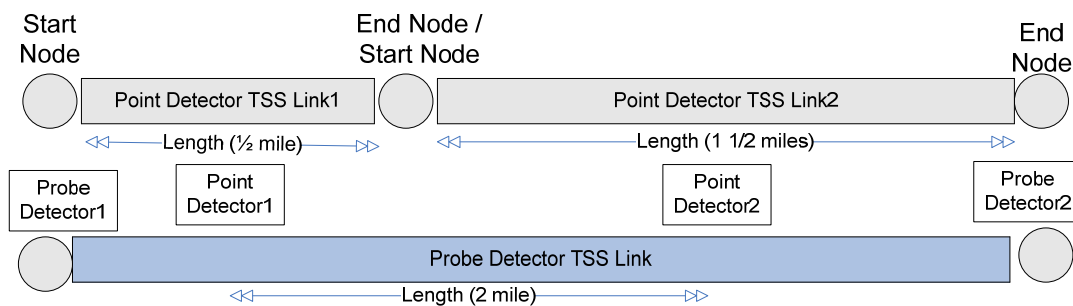 Start
Node
End Node /
Start Node
End
Node
Point Detector TSS Link1
Point Detector TSS Link2
Length (½ mile)
Length (1 1/2 miles)
Probe
Detector1
Point
Detector1
Point
Detector2
Probe
Detector2
Probe Detector TSS Link
Length (2 mile)